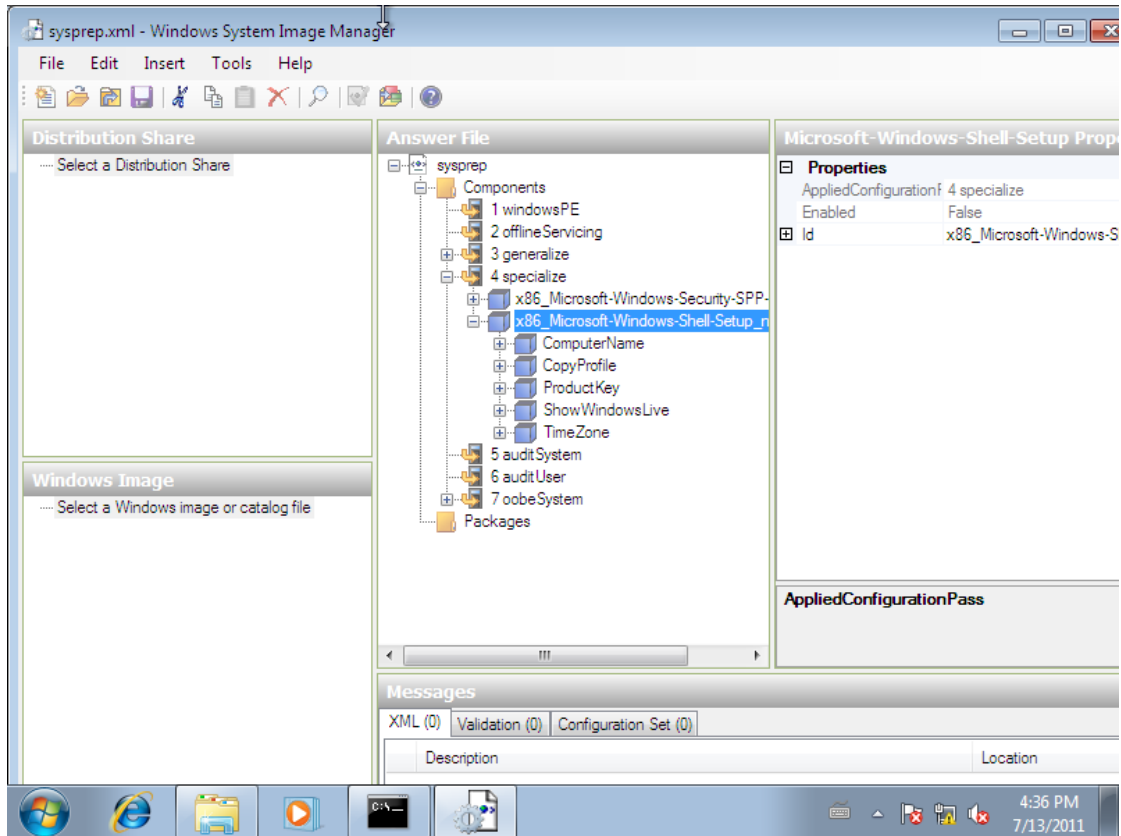 sysprep.xml - Windows System Image Manager
File Edit Insert Tools Help
Distribution Share
Select a Distribution Share
Windows Image
Select a Windows image or catalog file
Answer File
sysprep
Components
1 windowsPE
2 offlineServicing
3 generalize
4 specialize
x86_Microsoft-Windows-Security-SPP-
x86_Microsoft-Windows-Shell-Setup_n
ComputerName
CopyProfile
ProductKey
ShowWindowsLive
TimeZone
5 auditSystem
6 auditUser
7 oobeSystem
Packages
Microsoft-Windows-Shell-Setup Prop
Properties
AppliedConfigurationF 4 specialize
Enabled False
Id x86_Microsoft-Windows-S
AppliedConfigurationPass
Messages
XML (0) Validation (0) Configuration Set (0)
Description Location
C:\_
4:36 PM
7/13/2011